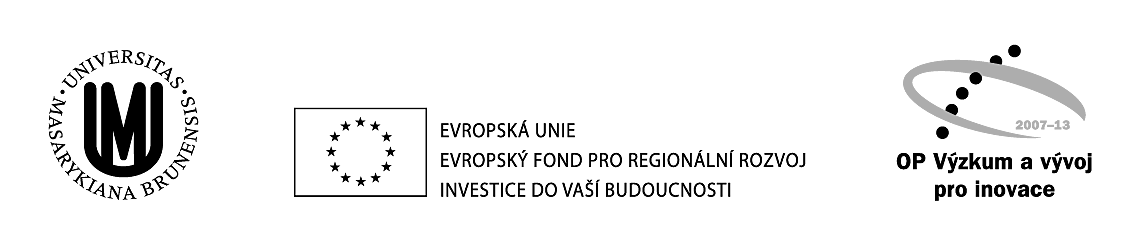 UNIVERSITAS
MASARYKIANA BRUNENSIS
MU
EVROPSKÁ UNIE
EVROPSKÝ FOND PRO REGIONÁLNÍ ROZVOJ
INVESTICE DO VAŠÍ BUDOUCNOSTI
2007–13
OP Výzkum a vývoj
pro inovace